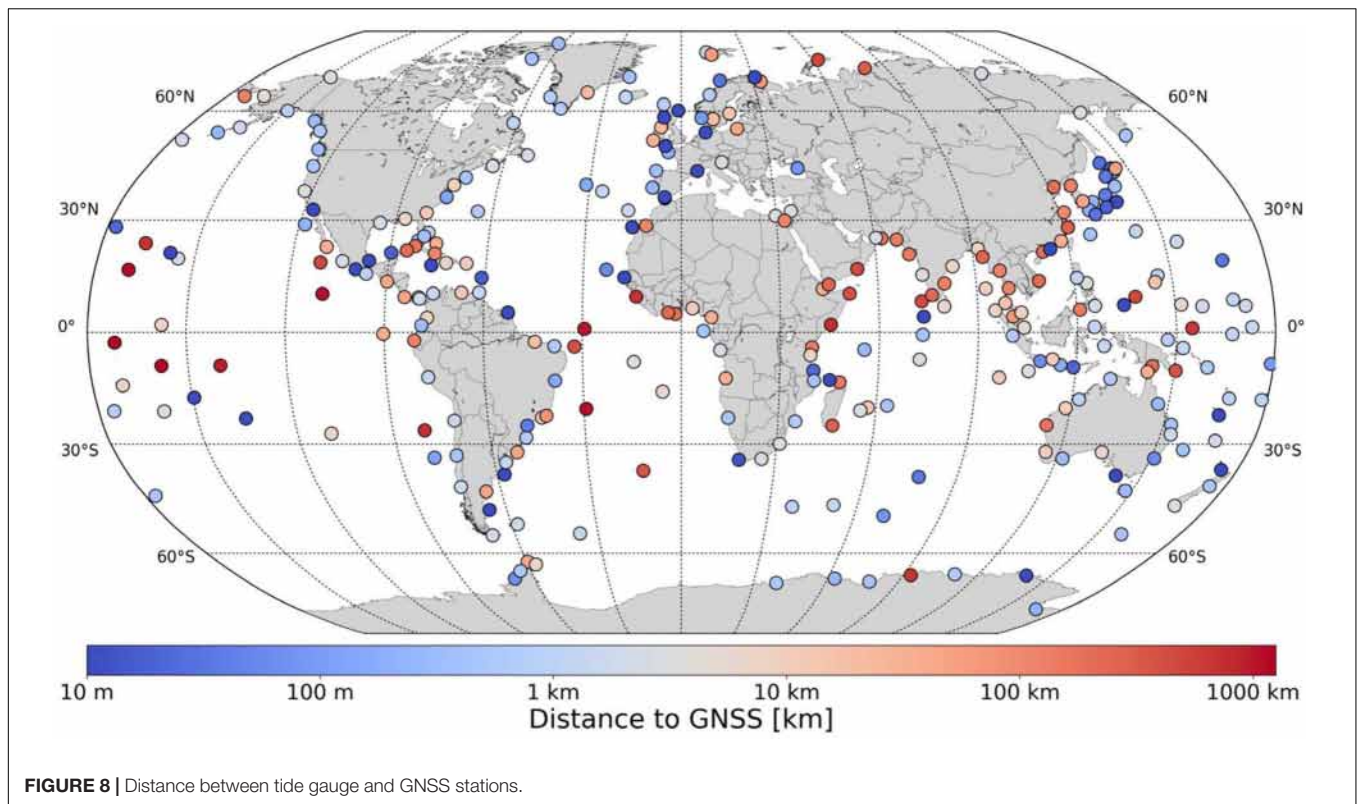 60°N
60°N
30°N
30°N
0°
0°
30°S
30°S
60°S
60°S
10 m 100 m 1 km 10 km 100 km 1000 km
Distance to GNSS [km]
FIGURE 8 | Distance between tide gauge and GNSS stations.